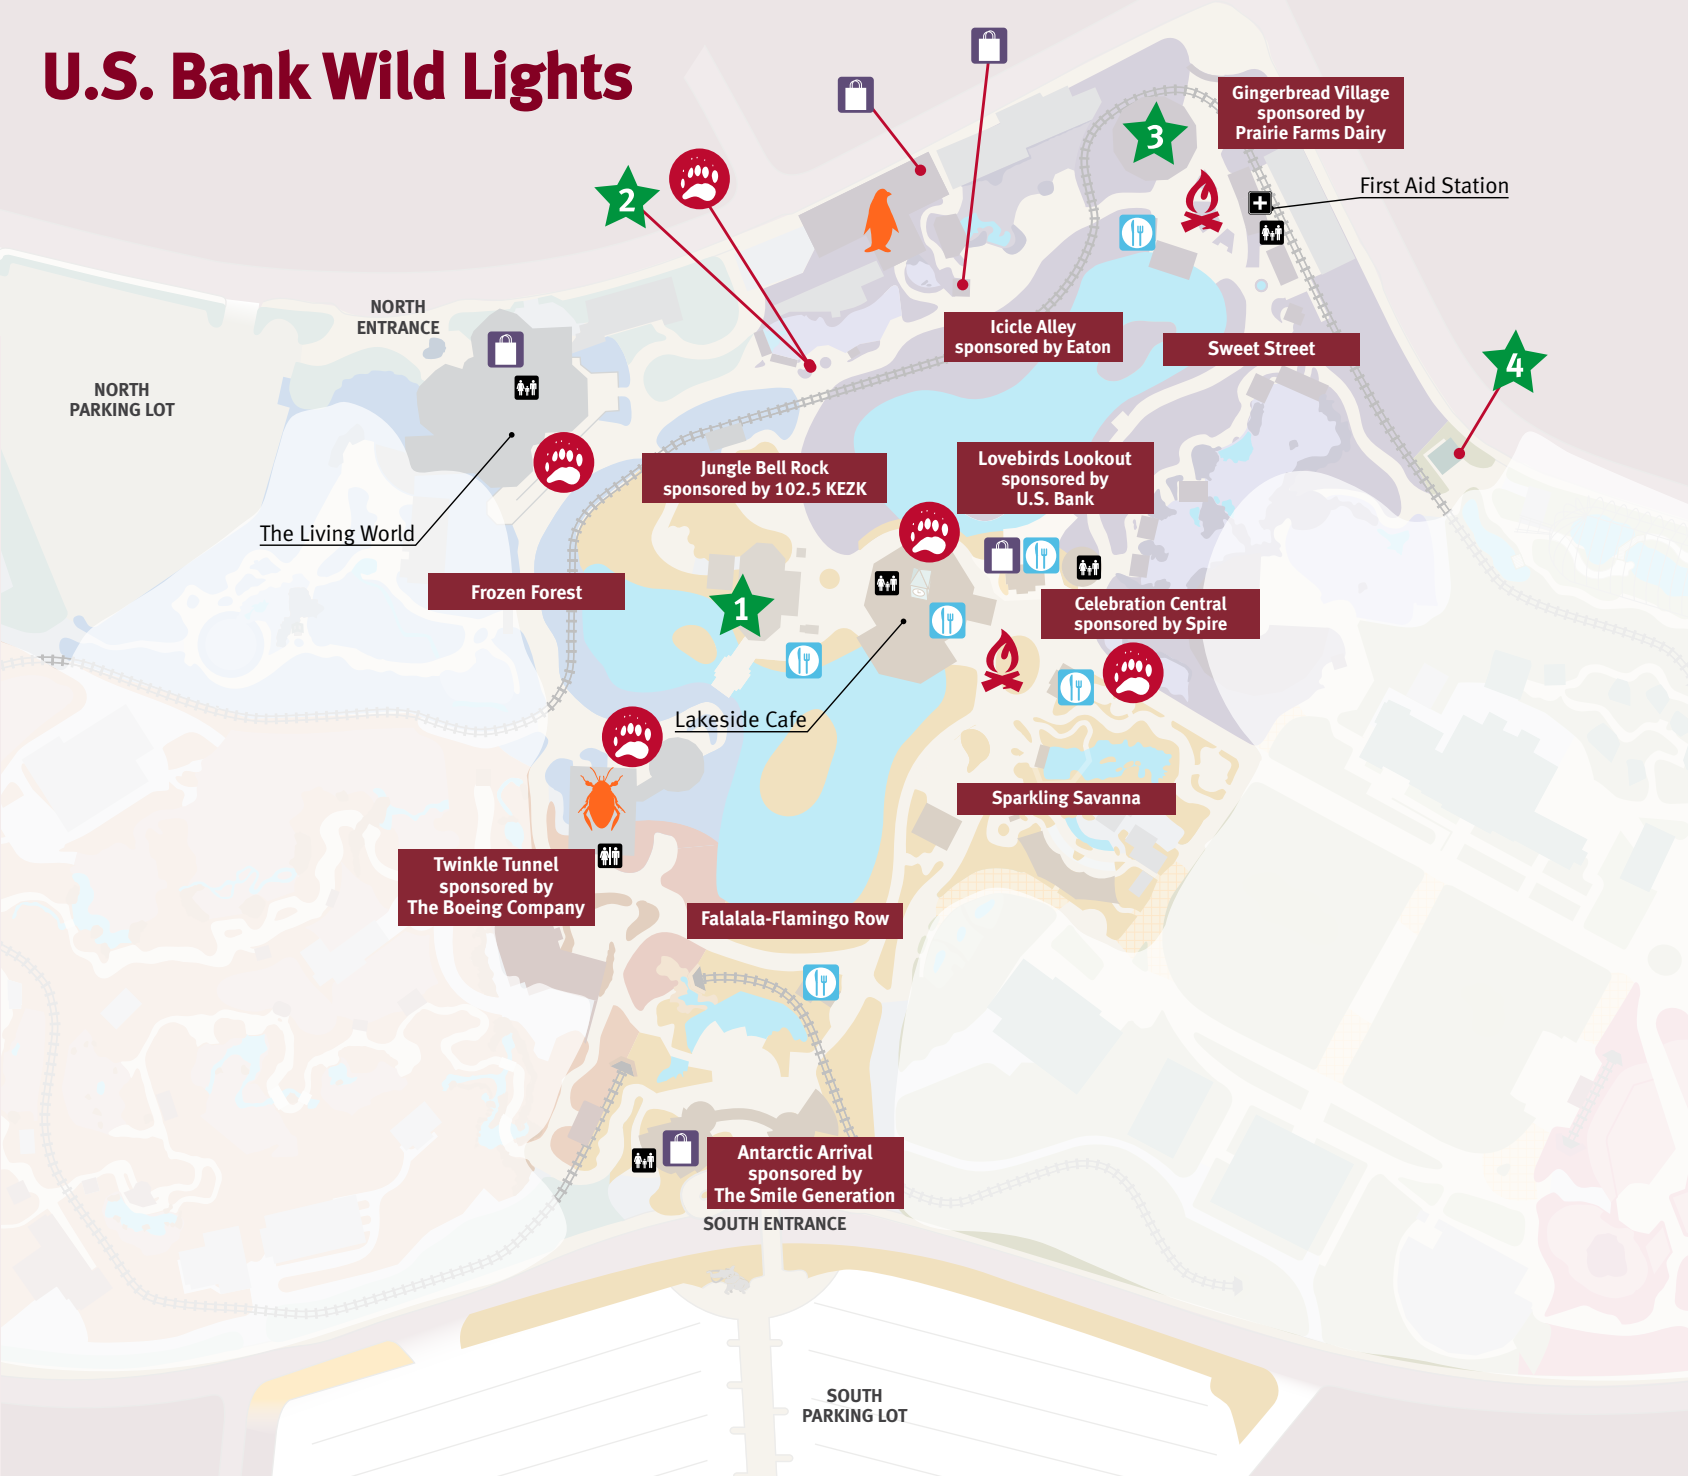 U.S. Bank Wild Lights
Gingerbread Village
sponsored by
Prairie Farms Dairy
3
First Aid Station
2
NORTH
ENTRANCE
Icicle Alley
sponsored by Eaton
Sweet Street
4
NORTH
PARKING LOT
Jungle Bell Rock
sponsored by 102.5 KEZK
Lovebirds Lookout
sponsored by
U.S. Bank
The Living World
Frozen Forest
1
Celebration Central
sponsored by Spire
Lakeside Cafe
Sparkling Savanna
Twinkle Tunnel
sponsored by
The Boeing Company
Falalala-Flamingo Row
Antarctic Arrival
sponsored by
The Smile Generation
SOUTH ENTRANCE
SOUTH
PARKING LOT